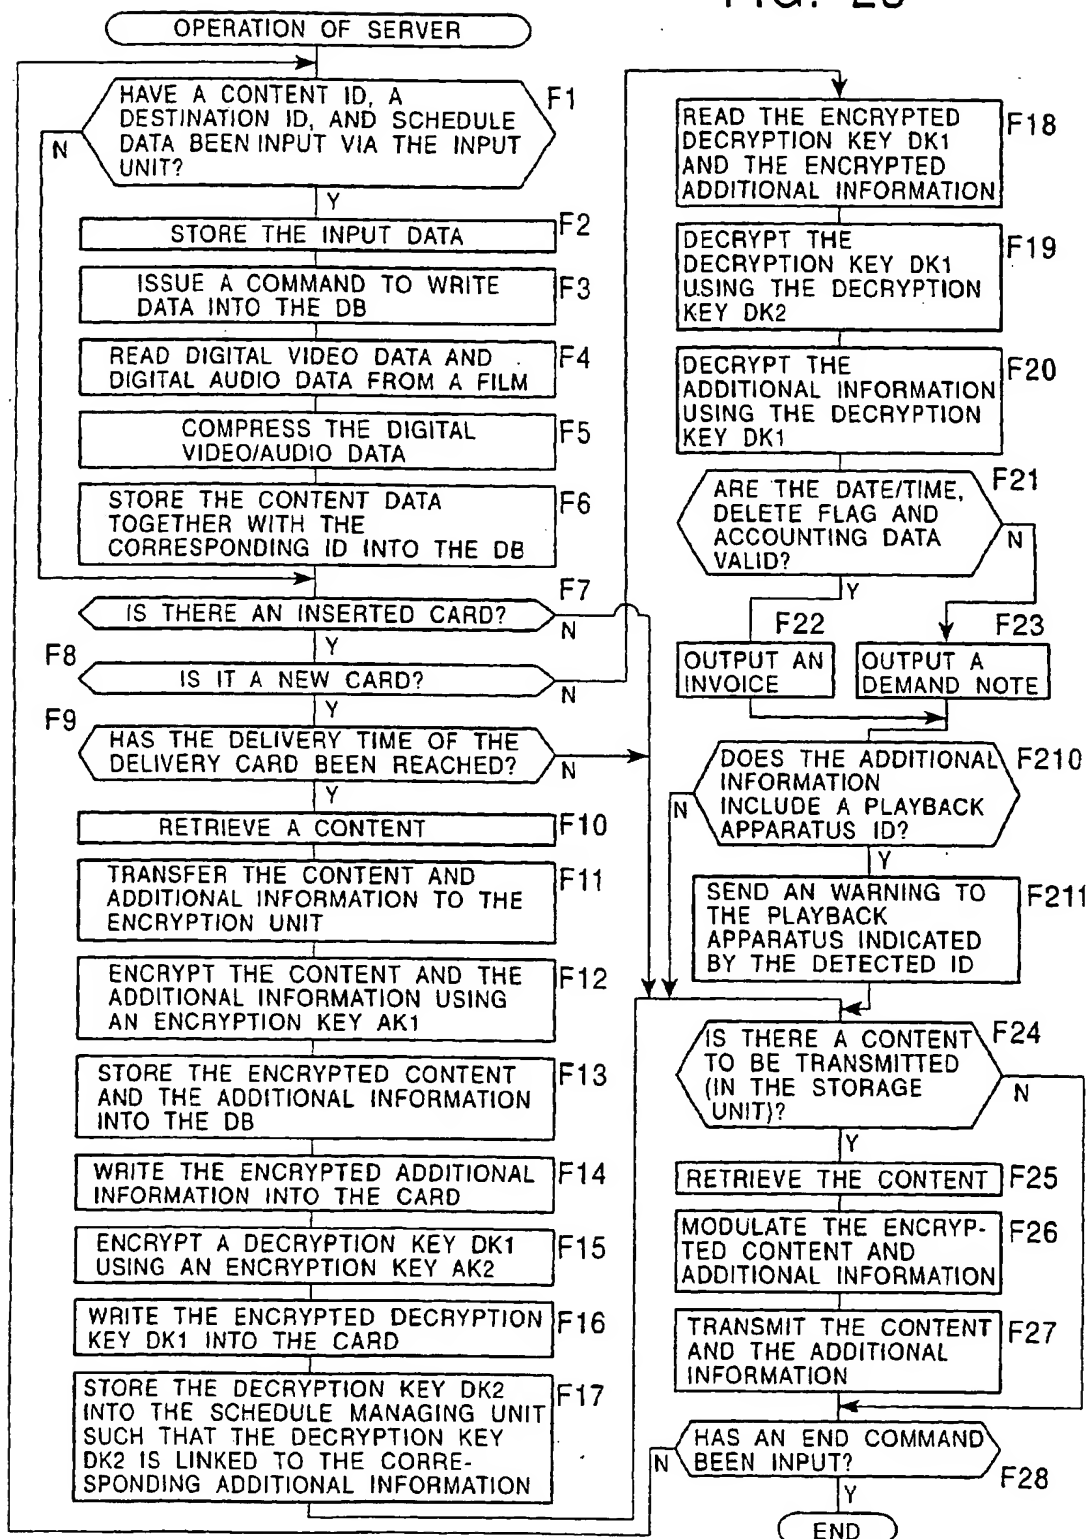 OPERATION OF SERVER
HAVE A CONTENT ID, A
DESTINATION ID, AND SCHEDULE
DATA BEEN INPUT VIA THE INPUT
UNIT?
F1
N
Y
STORE THE INPUT DATA
F2
ISSUE A COMMAND TO WRITE
DATA INTO THE DB
F3
READ DIGITAL VIDEO DATA AND
DIGITAL AUDIO DATA FROM A FILM
F4
COMPRESS THE DIGITAL
VIDEO/AUDIO DATA
F5
STORE THE CONTENT DATA
TOGETHER WITH THE
CORRESPONDING ID INTO THE DB
F6
F7
IS THERE AN INSERTED CARD?
N
Y
F8
IS IT A NEW CARD?
N
Y
F9
HAS THE DELIVERY TIME OF THE
DELIVERY CARD BEEN REACHED?
N
Y
RETRIEVE A CONTENT
F10
TRANSFER THE CONTENT AND
ADDITIONAL INFORMATION TO THE
ENCRYPTION UNIT
F11
ENCRYPT THE CONTENT AND THE
ADDITIONAL INFORMATION USING
AN ENCRYPTION KEY AK1
F12
STORE THE ENCRYPTED CONTENT
AND THE ADDITIONAL INFORMATION
INTO THE DB
F13
WRITE THE ENCRYPTED ADDITIONAL
INFORMATION INTO THE CARD
F14
ENCRYPT A DECRYPTION KEY DK1
USING AN ENCRYPTION KEY AK2
F15
WRITE THE ENCRYPTED DECRYPTION
KEY DK1 INTO THE CARD
F16
STORE THE DECRYPTION KEY DK2
INTO THE SCHEDULE MANAGING UNIT
SUCH THAT THE DECRYPTION KEY
DK2 IS LINKED TO THE CORRE-
SPONDING ADDITIONAL INFORMATION
F17
READ THE ENCRYPTED
DECRYPTION KEY DK1
AND THE ENCRYPTED
ADDITIONAL INFORMATION
F18
DECRYPT THE
DECRYPTION KEY DK1
USING THE DECRYPTION
KEY DK2
F19
DECRYPT THE
ADDITIONAL INFORMATION
USING THE DECRYPTION
KEY DK1
F20
ARE THE DATE/TIME,
DELETE FLAG AND
ACCOUNTING DATA
VALID?
F21
N
Y
F22
OUTPUT AN
INVOICE
F23
OUTPUT A
DEMAND NOTE
DOES THE ADDITIONAL
INFORMATION
INCLUDE A PLAYBACK
APPARATUS ID?
F210
N
Y
SEND AN WARNING TO
THE PLAYBACK
APPARATUS INDICATED
BY THE DETECTED ID
F211
IS THERE A CONTENT
TO BE TRANSMITTED
(IN THE STORAGE
UNIT)?
F24
N
Y
RETRIEVE THE CONTENT
F25
MODULATE THE ENCRYP-
TED CONTENT AND
ADDITIONAL INFORMATION
F26
TRANSMIT THE CONTENT
AND THE ADDITIONAL
INFORMATION
F27
HAS AN END COMMAND
BEEN INPUT?
F28
N
Y
END